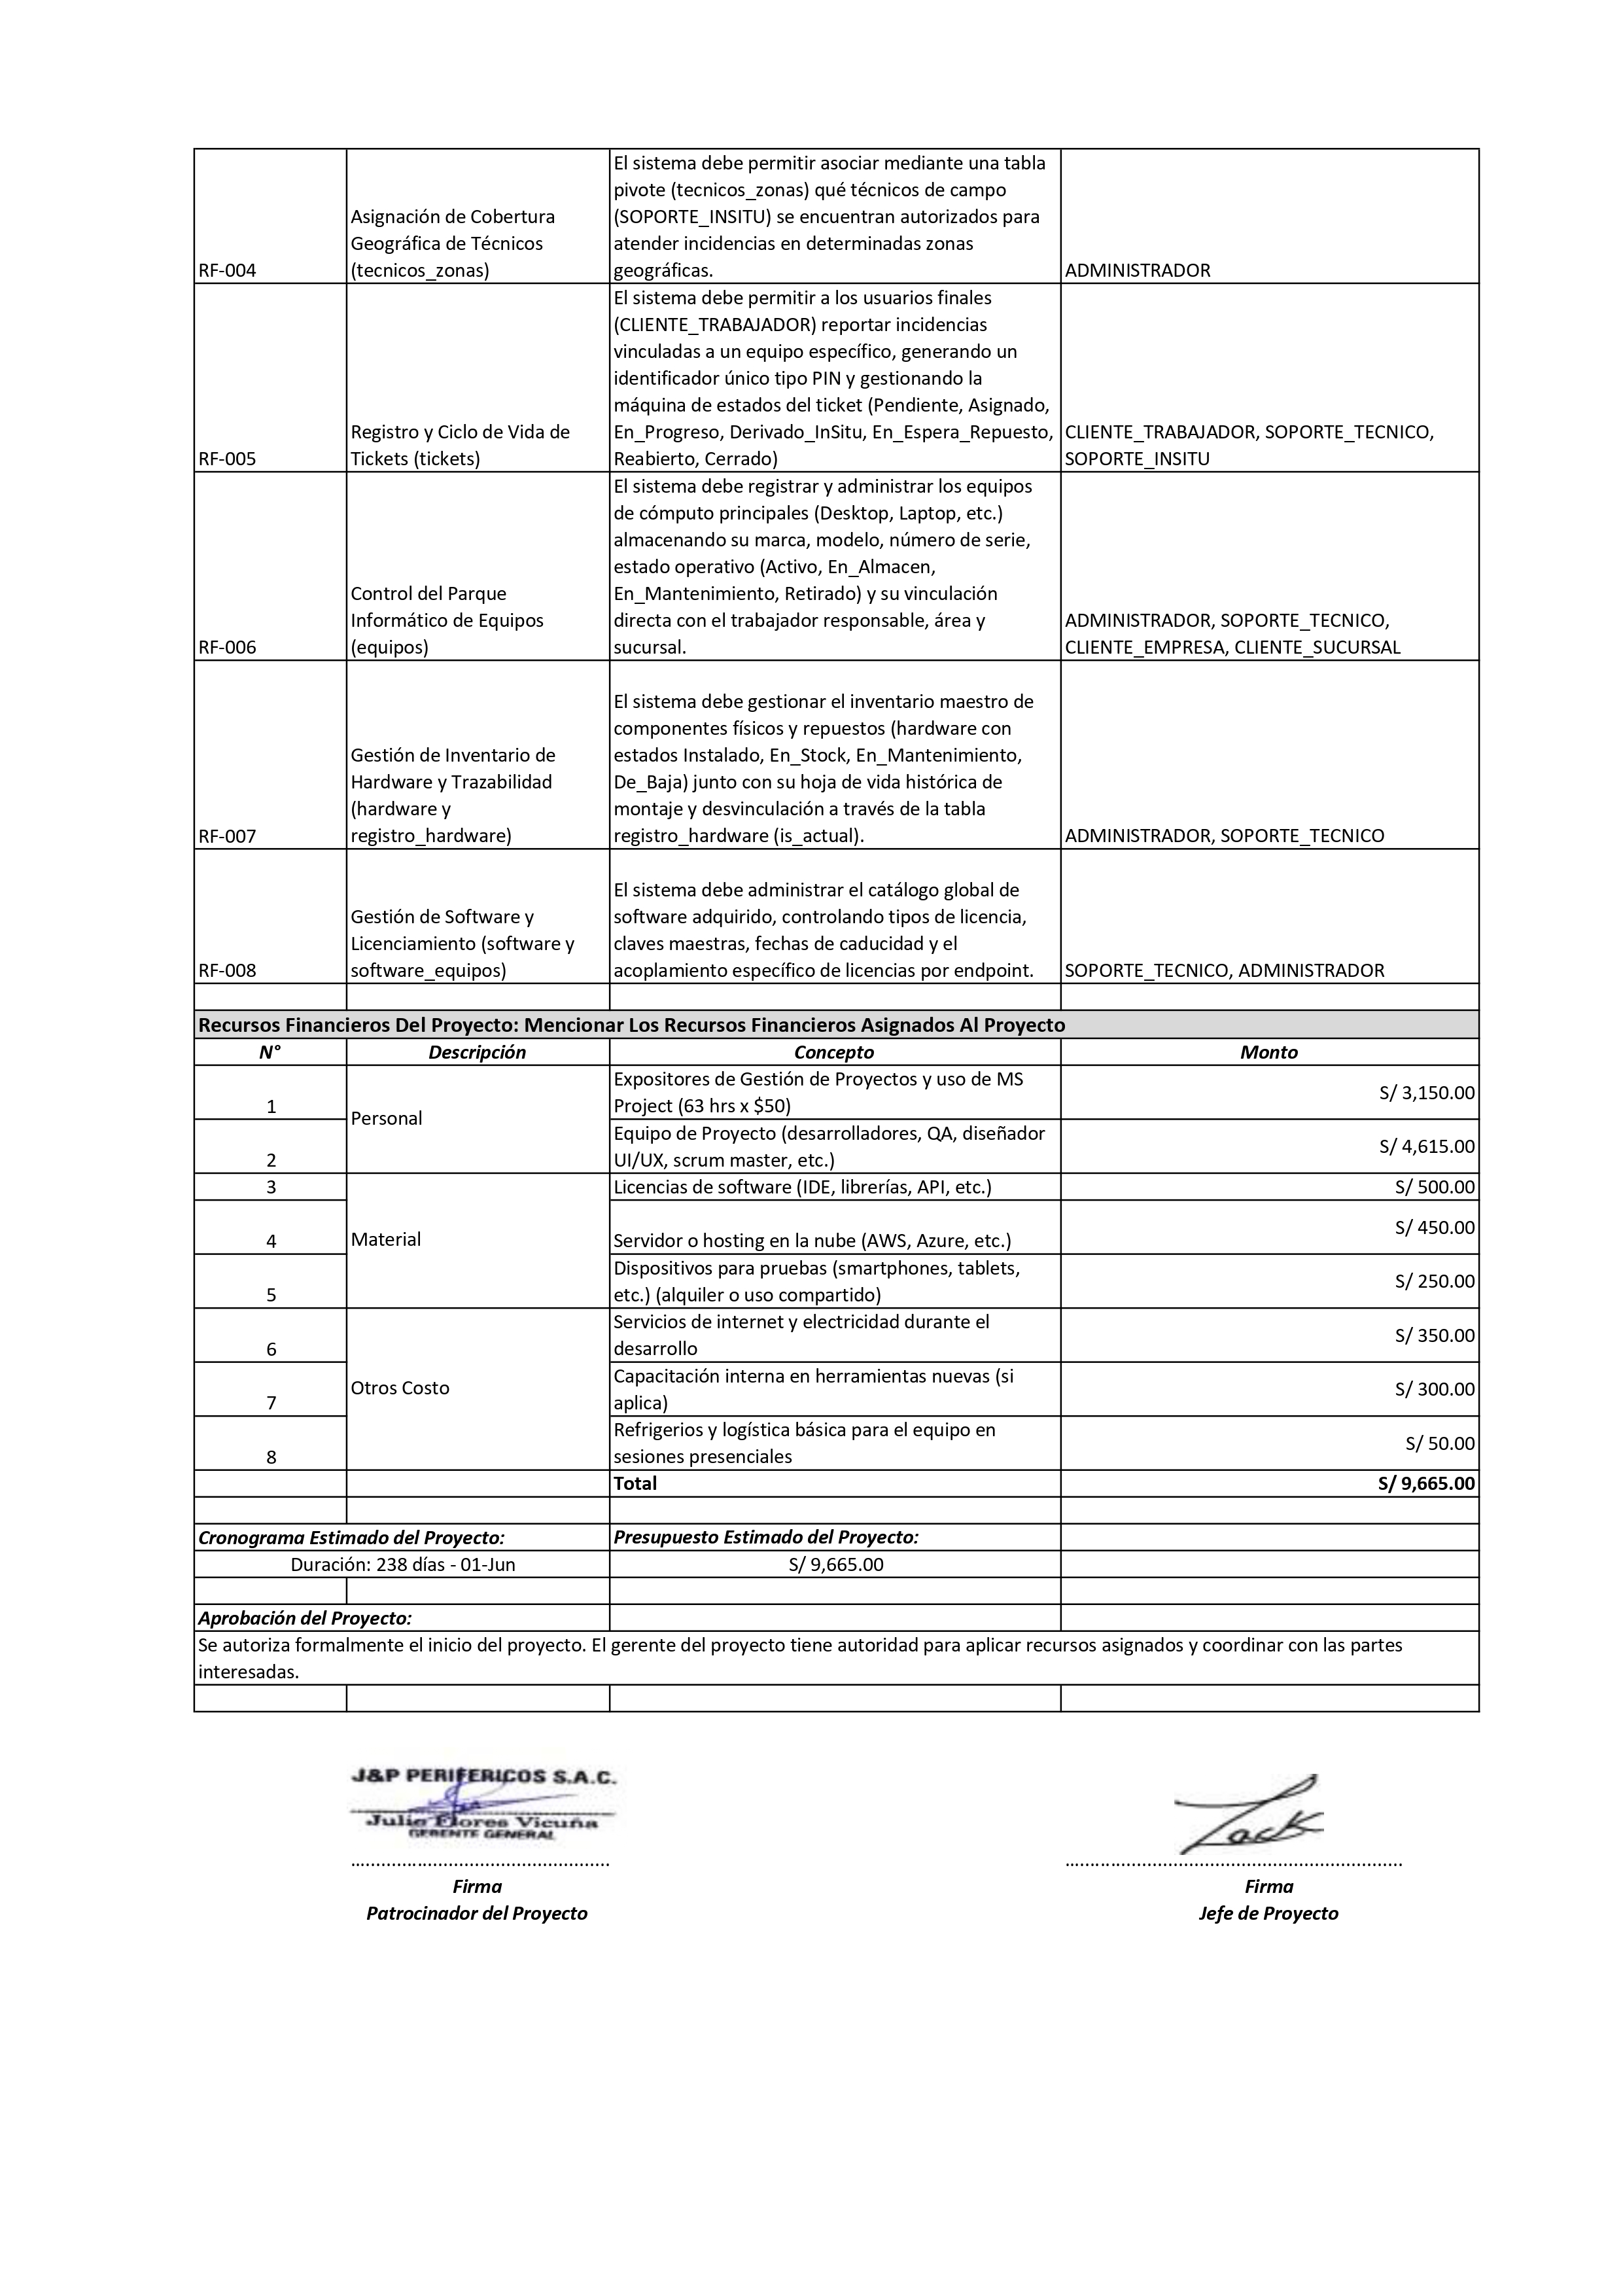 RF-004
Asignación de Cobertura
Geográfica de Técnicos
(tecnicos_zonas)
El sistema debe permitir asociar mediante una tabla
pivote (tecnicos_zonas) qué técnicos de campo
(SOPORTE_INSITU) se encuentran autorizados para
atender incidencias en determinadas zonas
geográficas.
ADMINISTRADOR
RF-005
Registro y Ciclo de Vida de
Tickets (tickets)
El sistema debe permitir a los usuarios finales
(CLIENTE_TRABAJADOR) reportar incidencias
vinculadas a un equipo específico, generando un
identificador único tipo PIN y gestionando la
máquina de estados del ticket (Pendiente, Asignado,
En_Progreso, Derivado_InSitu, En_Espera_Repuesto,
Reabierto, Cerrado)
CLIENTE_TRABAJADOR, SOPORTE_TECNICO,
SOPORTE_INSITU
RF-006
Control del Parque
Informático de Equipos
(equipos)
El sistema debe registrar y administrar los equipos
de cómputo principales (Desktop, Laptop, etc.)
almacenando su marca, modelo, número de serie,
estado operativo (Activo, En_Almacen,
En_Mantenimiento, Retirado) y su vinculación
directa con el trabajador responsable, área y
sucursal.
ADMINISTRADOR, SOPORTE_TECNICO,
CLIENTE_EMPRESA, CLIENTE_SUCURSAL
RF-007
Gestión de Inventario de
Hardware y Trazabilidad
(hardware y
registro_hardware)
El sistema debe gestionar el inventario maestro de
componentes físicos y repuestos (hardware con
estados Instalado, En_Stock, En_Mantenimiento,
De_Baja) junto con su hoja de vida histórica de
montaje y desvinculación a través de la tabla
registro_hardware (is_actual).
ADMINISTRADOR, SOPORTE_TECNICO
RF-008
Gestión de Software y
Licenciamiento (software y
software_equipos)
El sistema debe administrar el catálogo global de
software adquirido, controlando tipos de licencia,
claves maestras, fechas de caducidad y el
acoplamiento específico de licencias por endpoint.
SOPORTE_TECNICO, ADMINISTRADOR
Recursos Financieros Del Proyecto: Mencionar Los Recursos Financieros Asignados Al Proyecto
N° Descripción Concepto Monto
1
Personal
Expositores de Gestión de Proyectos y uso de MS
Project (63 hrs x $50)
S/ 3,150.00
2
Equipo de Proyecto (desarrolladores, QA, diseñador
UI/UX, scrum master, etc.)
S/ 4,615.00
3
Material
Licencias de software (IDE, librerías, API, etc.)
S/ 500.00
4
Servidor o hosting en la nube (AWS, Azure, etc.)
S/ 450.00
5
Dispositivos para pruebas (smartphones, tablets,
etc.) (alquiler o uso compartido)
S/ 250.00
6
Otros Costo
Servicios de internet y electricidad durante el
desarrollo
S/ 350.00
7
Capacitación interna en herramientas nuevas (si
aplica)
S/ 300.00
8
Refrigerios y logística básica para el equipo en
sesiones presenciales
S/ 50.00
Total S/ 9,665.00
Cronograma Estimado del Proyecto: Presupuesto Estimado del Proyecto:
Duración: 238 días - 01-Jun S/ 9,665.00
Aprobación del Proyecto:
Se autoriza formalmente el inicio del proyecto. El gerente del proyecto tiene autoridad para aplicar recursos asignados y coordinar con las partes
interesadas.
J&P PERIFERICOS S.A.C.
Julio Flores Vicuña
GERENTE GENERAL
Firma
Patrocinador del Proyecto
Zack
Firma
Jefe de Proyecto